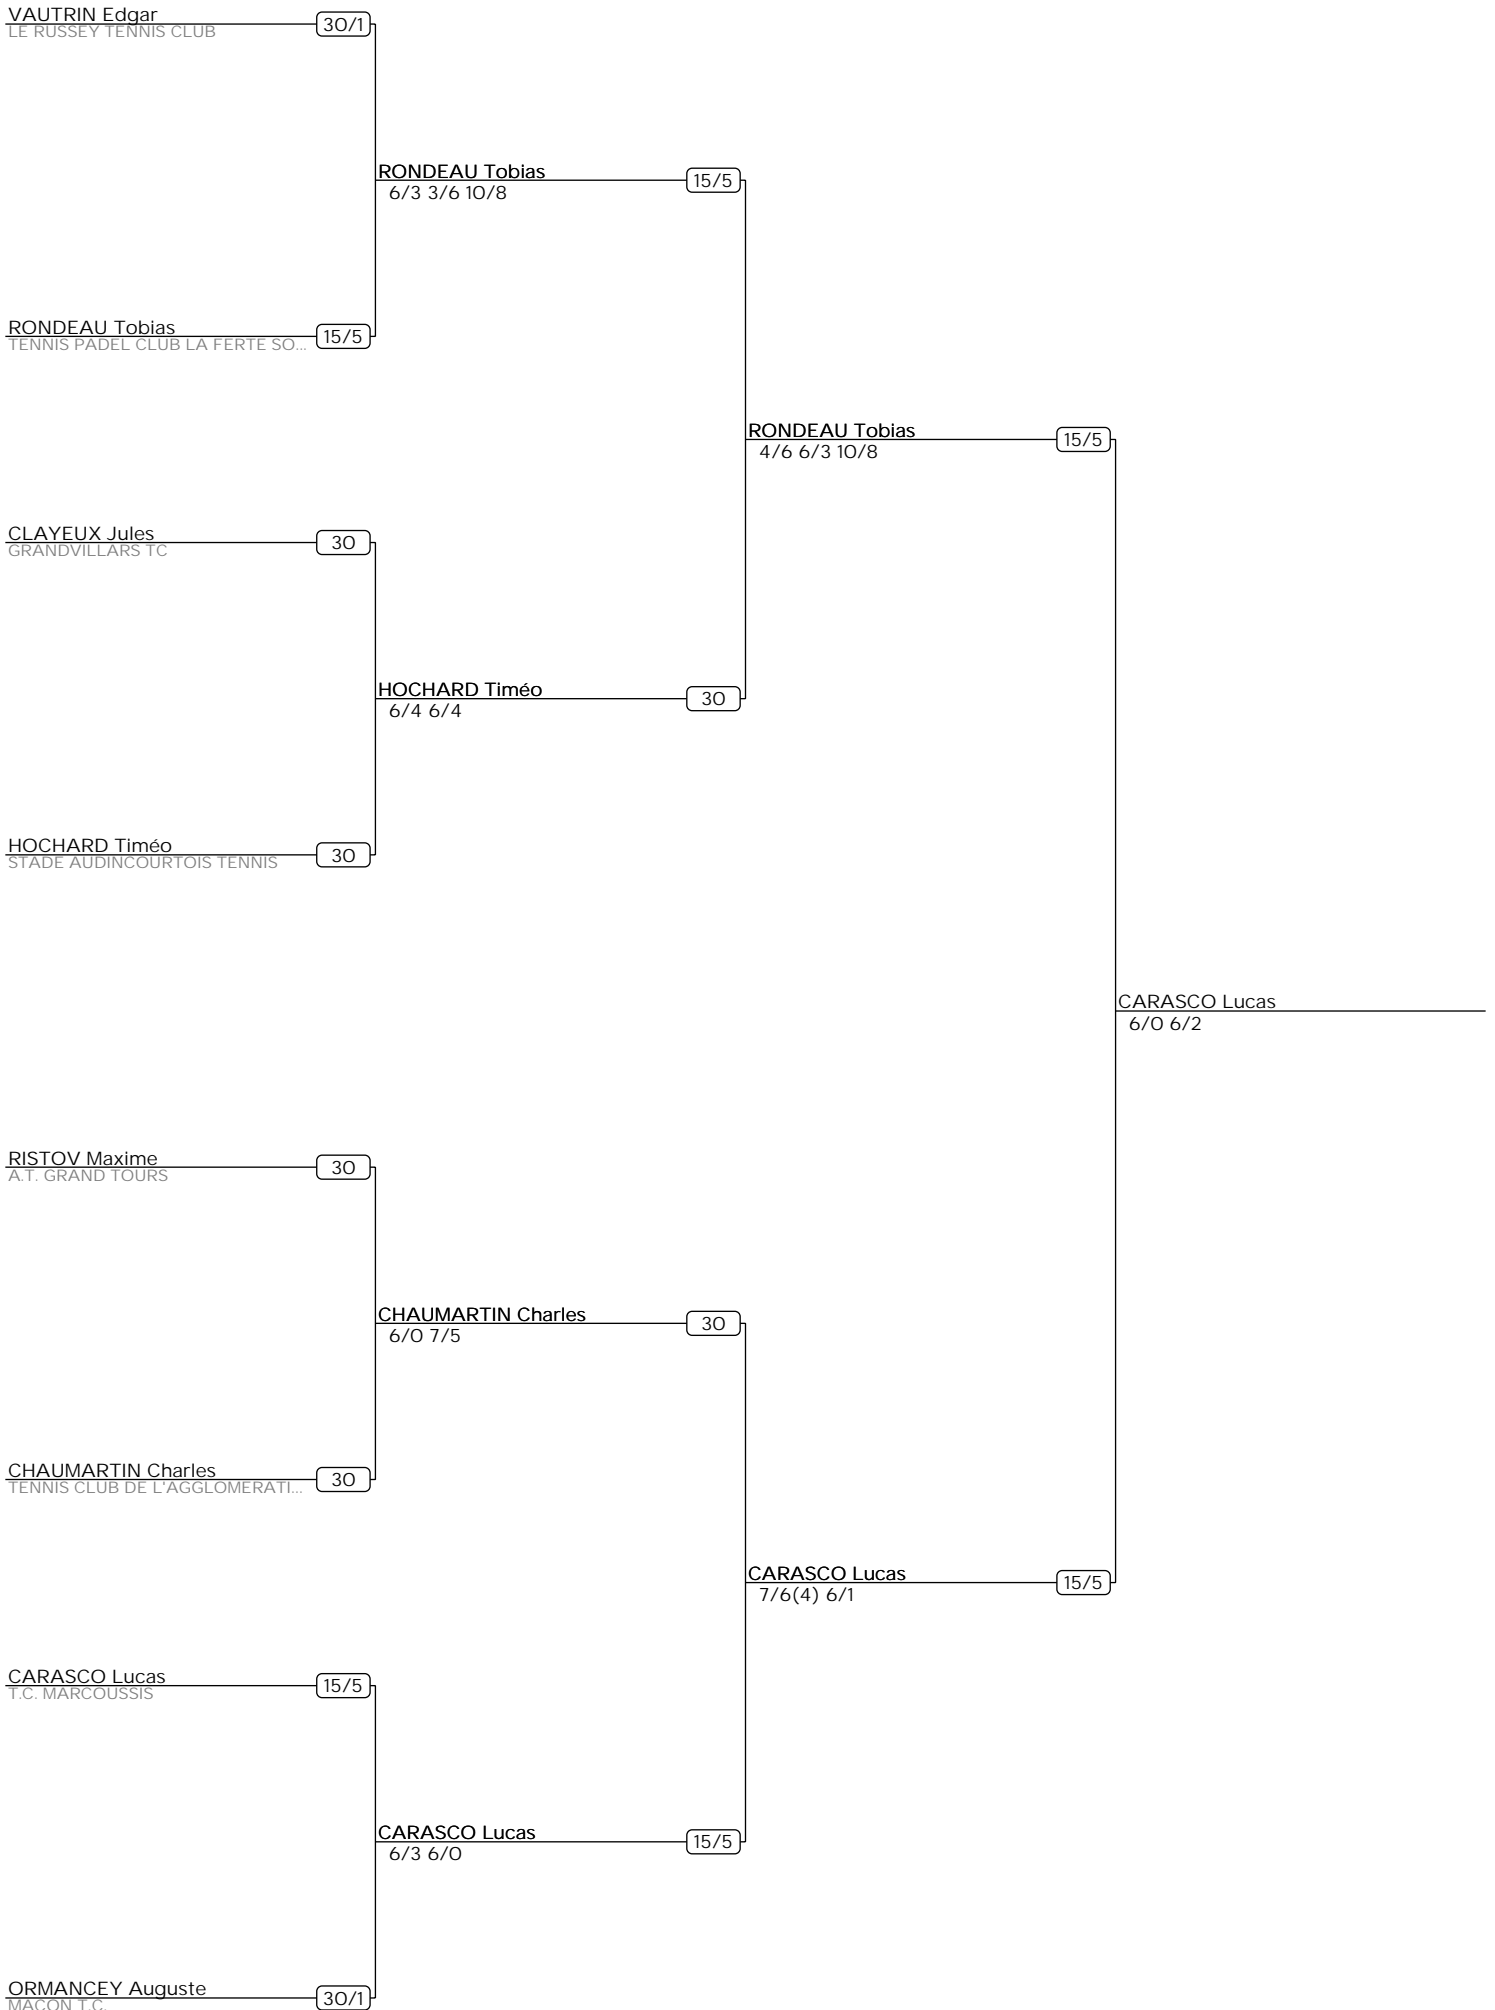 VAUTRIN Edgar
LE RUSSEY TENNIS CLUB
30/1
RONDEAU Tobias
6/3 3/6 10/8
15/5
RONDEAU Tobias
TENNIS PADEL CLUB LA FERTE SO...
15/5
RONDEAU Tobias
4/6 6/3 10/8
15/5
CLAYEUX Jules
GRANDVILLARS TC
30
HOCHARD Timéo
6/4 6/4
30
HOCHARD Timéo
STADE AUDINCOURTOIS TENNIS
30
CARASCO Lucas
6/0 6/2
RISTOV Maxime
A.T. GRAND TOURS
30
CHAUMARTIN Charles
6/0 7/5
30
CHAUMARTIN Charles
TENNIS CLUB DE L'AGGLOMERATI...
30
CARASCO Lucas
7/6(4) 6/1
15/5
CARASCO Lucas
T.C. MARCOUSSIS
15/5
CARASCO Lucas
6/3 6/0
15/5
ORMANCEY Auguste
MACON T.C.
30/1